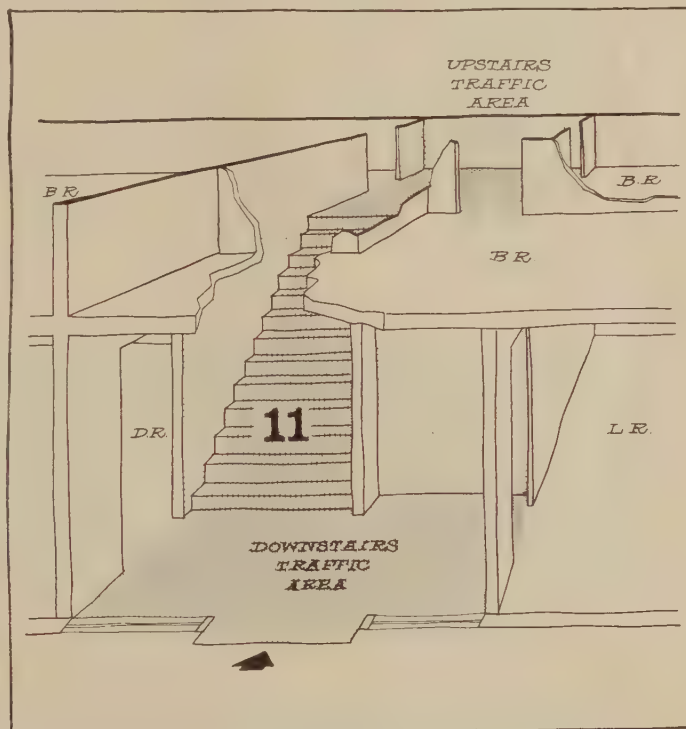 UPSTAIRS
TRAFFIC
AREA
B R
B.R
B R
11
D.R.
L R.
DOWNSTAIRS
TRAFFIC
AREA